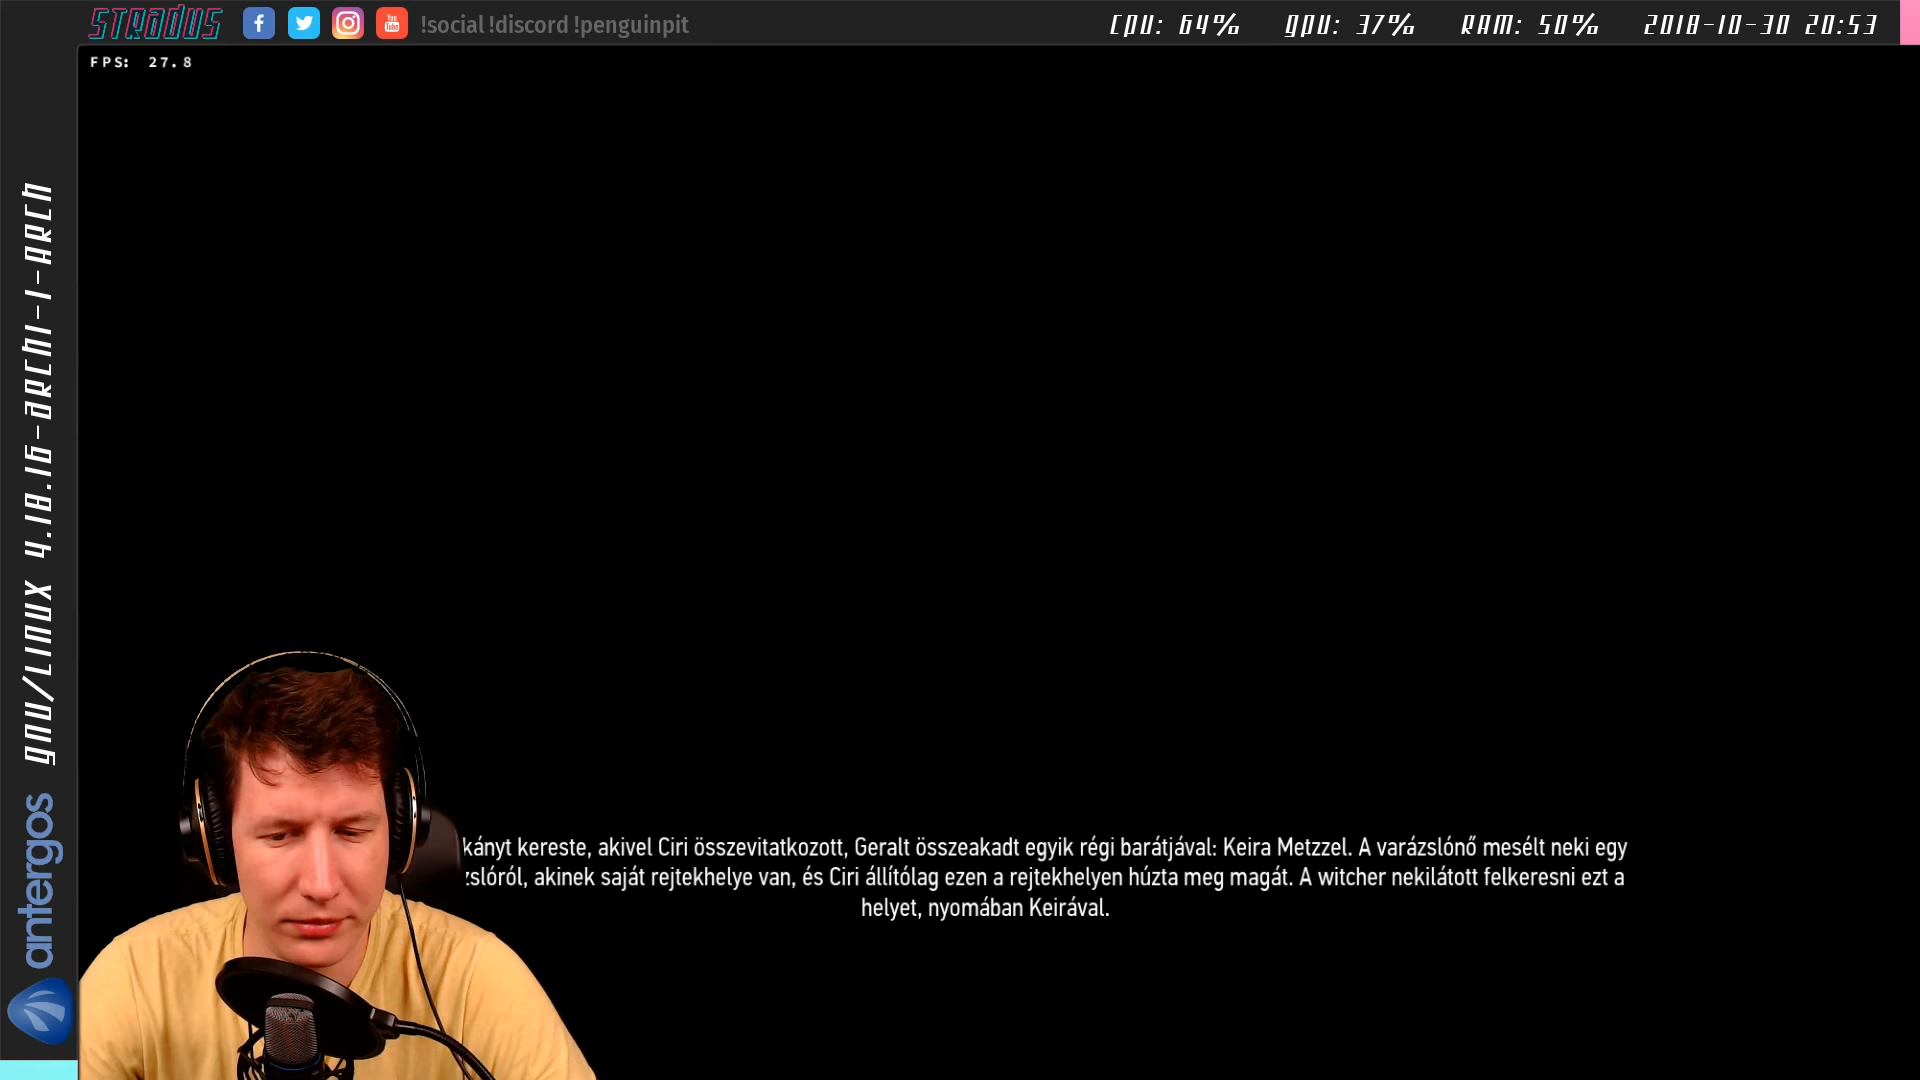 STRADUS
!social !discord !penguinpit
CPU: 64%
GPU: 37%
RAM: 50%
2018-10-30 20:53
FPS: 27.8
GNU/LINUX 4.18.16-ARCH1-1-ARCH
antergos
kereste, akivel Ciri összevitatkozott, Geralt összeakadt egyik régi barátjával: Keira Metzzel. A varázslónő mesélt neki egy
akinek saját rejtekhelye van, és Ciri állítólag ezen a rejtekhelyen húzta meg magát. A witcher nekilátott felkeresni ezt a
helyet, nyomában Keirával.